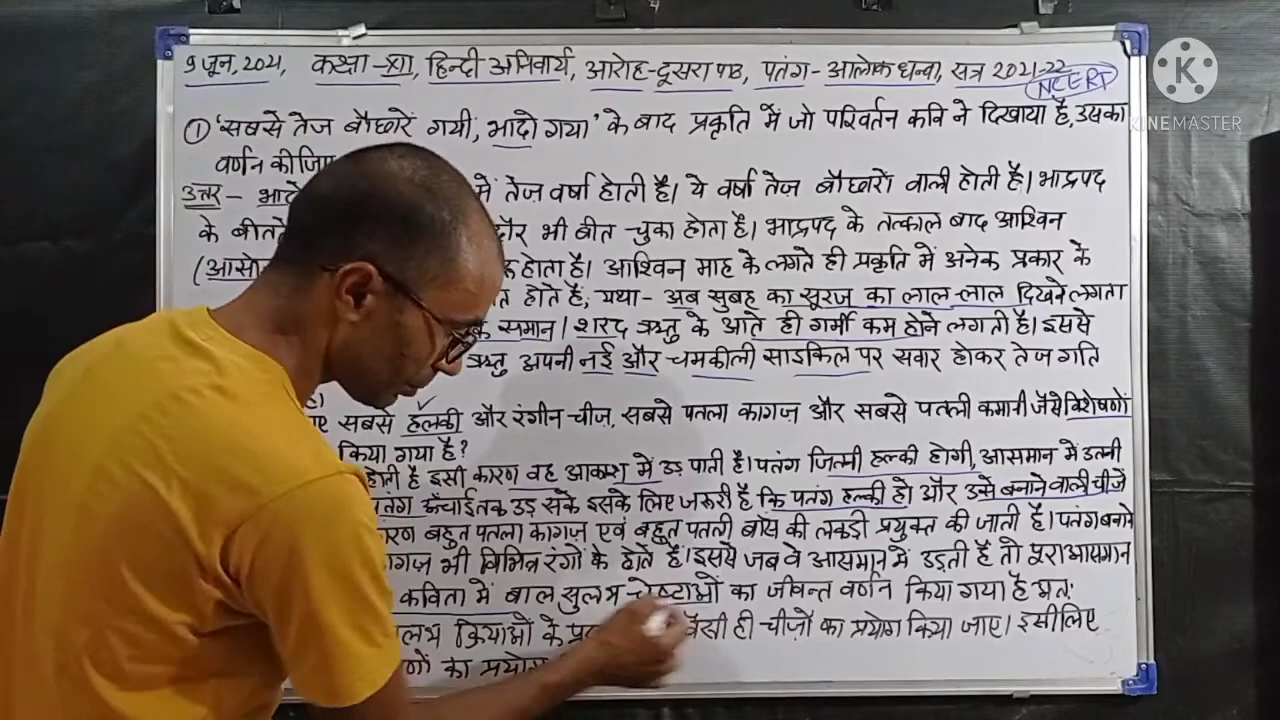 9 जून, 2021, कक्षा-XII, हिन्दी अनिवार्य, आरोह-दूसरा भाग, पतंग-आलोक धन्वा, सत्र 2021-22
NCERT
K
KINEMASTER
① 'सबसे तेज़ बौछारें गयीं, भादो गया' के बाद प्रकृति में जो परिवर्तन कवि ने दिखाया है, उसका
वर्णन कीजिए
उत्तर - में तेज़ वर्षा होती है। ये वर्षा तेज़ बौछारों वाली होती है। भाद्रपद
के बीतते दौर भी बीत चुका होता है। भाद्रपद के तत्काल बाद आश्विन
होता है। आश्विन माह के लगते ही प्रकृति में अनेक प्रकार के
होते हैं, यथा- अब सुबह का सूरज का लाल-लाल दिखने लगता
के समान। शरद ऋतु के आते ही गर्मी कम होने लगती है। इससे
ऋतु अपनी नई और चमकीली साइकिल पर सवार होकर तेज गति
है।
सबसे हल्की और रंगीन चीज़, सबसे पतला कागज़ और सबसे पतली कमानी जैसे विशेषणों
किया गया है?
होती है इसी कारण वह आकाश में उड़ पाती है। पतंग जितनी हल्की होगी, आसमान में उतनी
पतंग ऊँचाई तक उड़ सके इसके लिए जरूरी है कि पतंग हल्की हो और उसे बनाने वाली चीजें
बहुत पतला कागज़ एवं बहुत पतली बाँस की लकड़ी प्रयुक्त की जाती है। पतंग बनाने
कागज़ भी विभिन्न रंगों के होते हैं। इससे जब वे आसमान में उड़ती हैं तो पूरा आसमान
कविता में बाल सुलभ चेष्टाओं का जीवन्त वर्णन किया गया है अतः
क्रियाओं के वैसी ही चीज़ों का प्रयोग किया जाए। इसीलिए
का प्रयोग